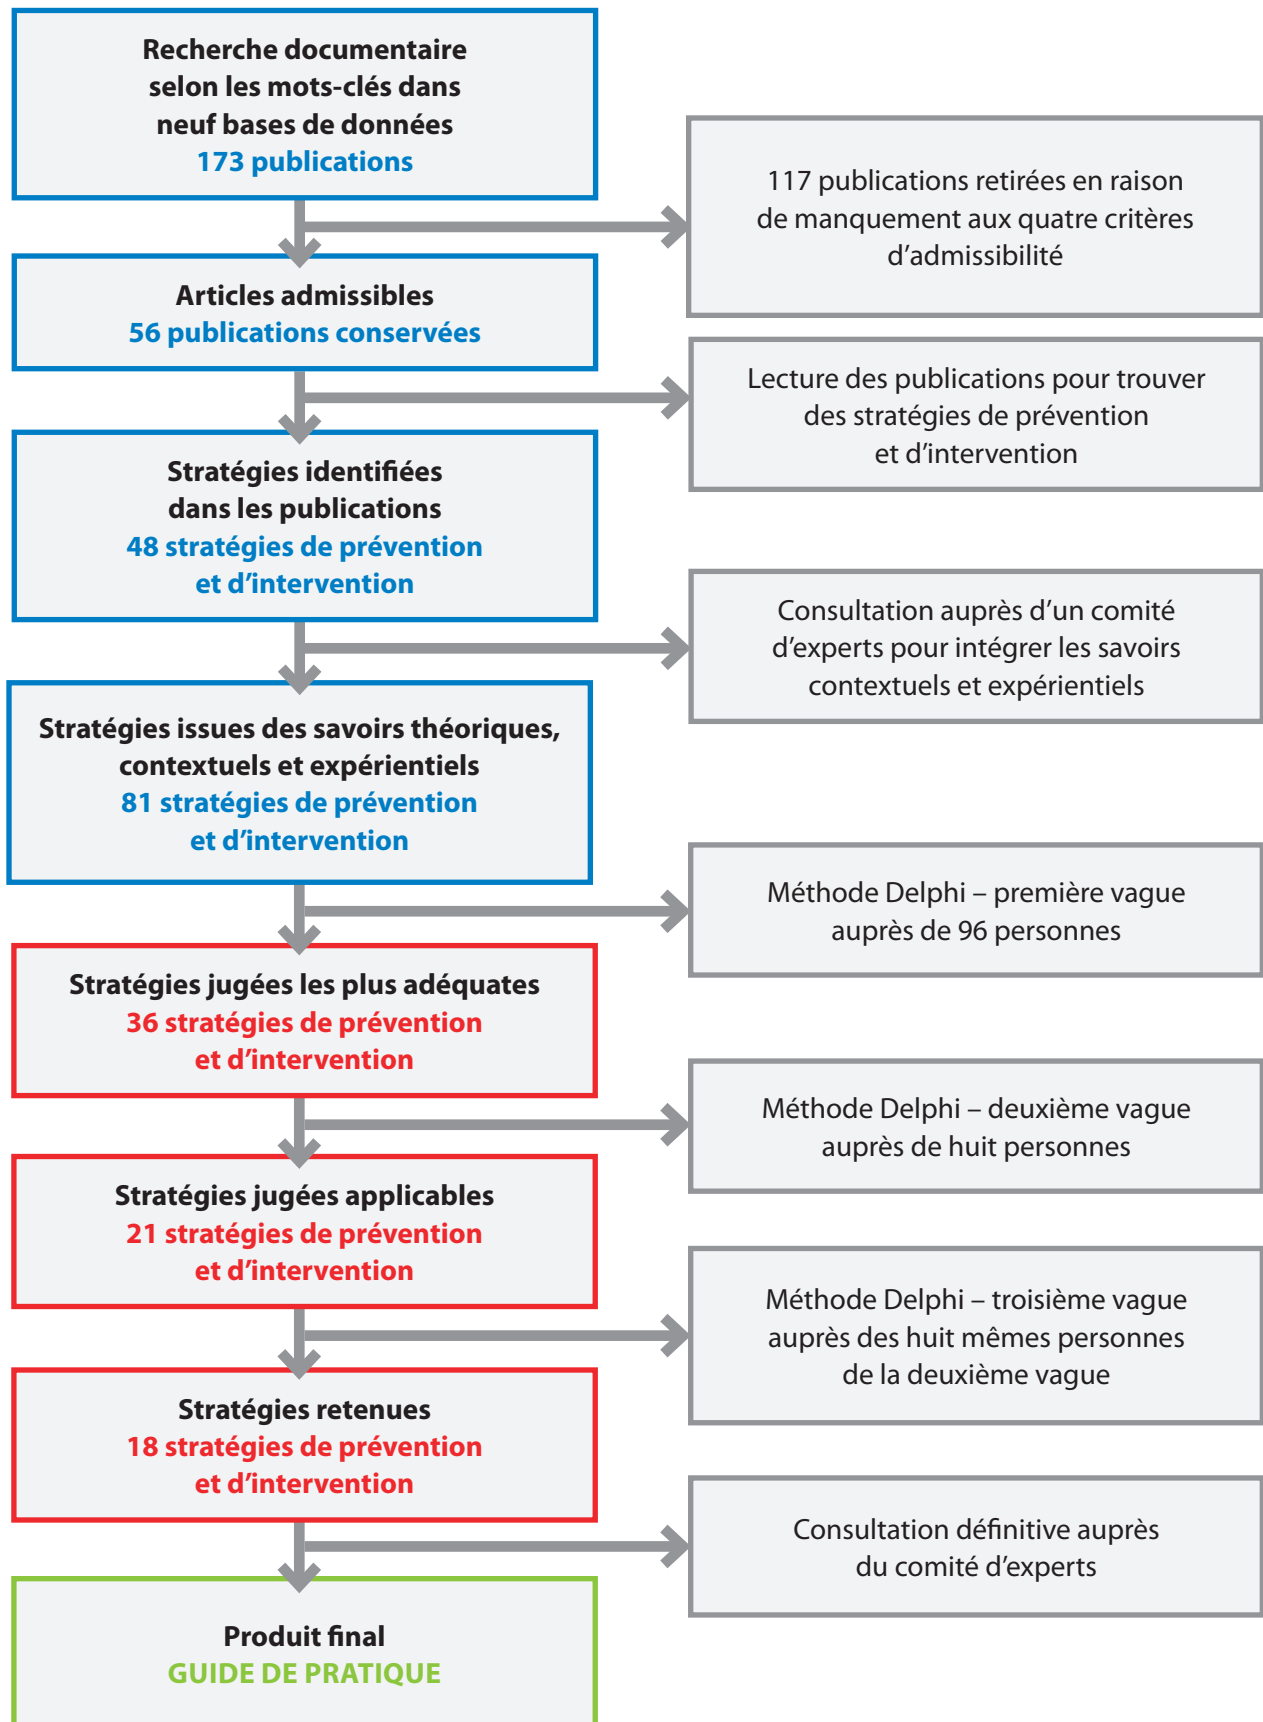 Recherche documentaire
selon les mots-clés dans
neuf bases de données
173 publications
117 publications retirées en raison
de manquement aux quatre critères
d'admissibilité
Articles admissibles
56 publications conservées
Lecture des publications pour trouver
des stratégies de prévention
et d'intervention
Stratégies identifiées
dans les publications
48 stratégies de prévention
et d'intervention
Consultation auprès d'un comité
d'experts pour intégrer les savoirs
contextuels et expérientiels
Stratégies issues des savoirs théoriques,
contextuels et expérientiels
81 stratégies de prévention
et d'intervention
Méthode Delphi – première vague
auprès de 96 personnes
Stratégies jugées les plus adéquates
36 stratégies de prévention
et d'intervention
Méthode Delphi – deuxième vague
auprès de huit personnes
Stratégies jugées applicables
21 stratégies de prévention
et d'intervention
Méthode Delphi – troisième vague
auprès des huit mêmes personnes
de la deuxième vague
Stratégies retenues
18 stratégies de prévention
et d'intervention
Consultation définitive auprès
du comité d'experts
Produit final
GUIDE DE PRATIQUE